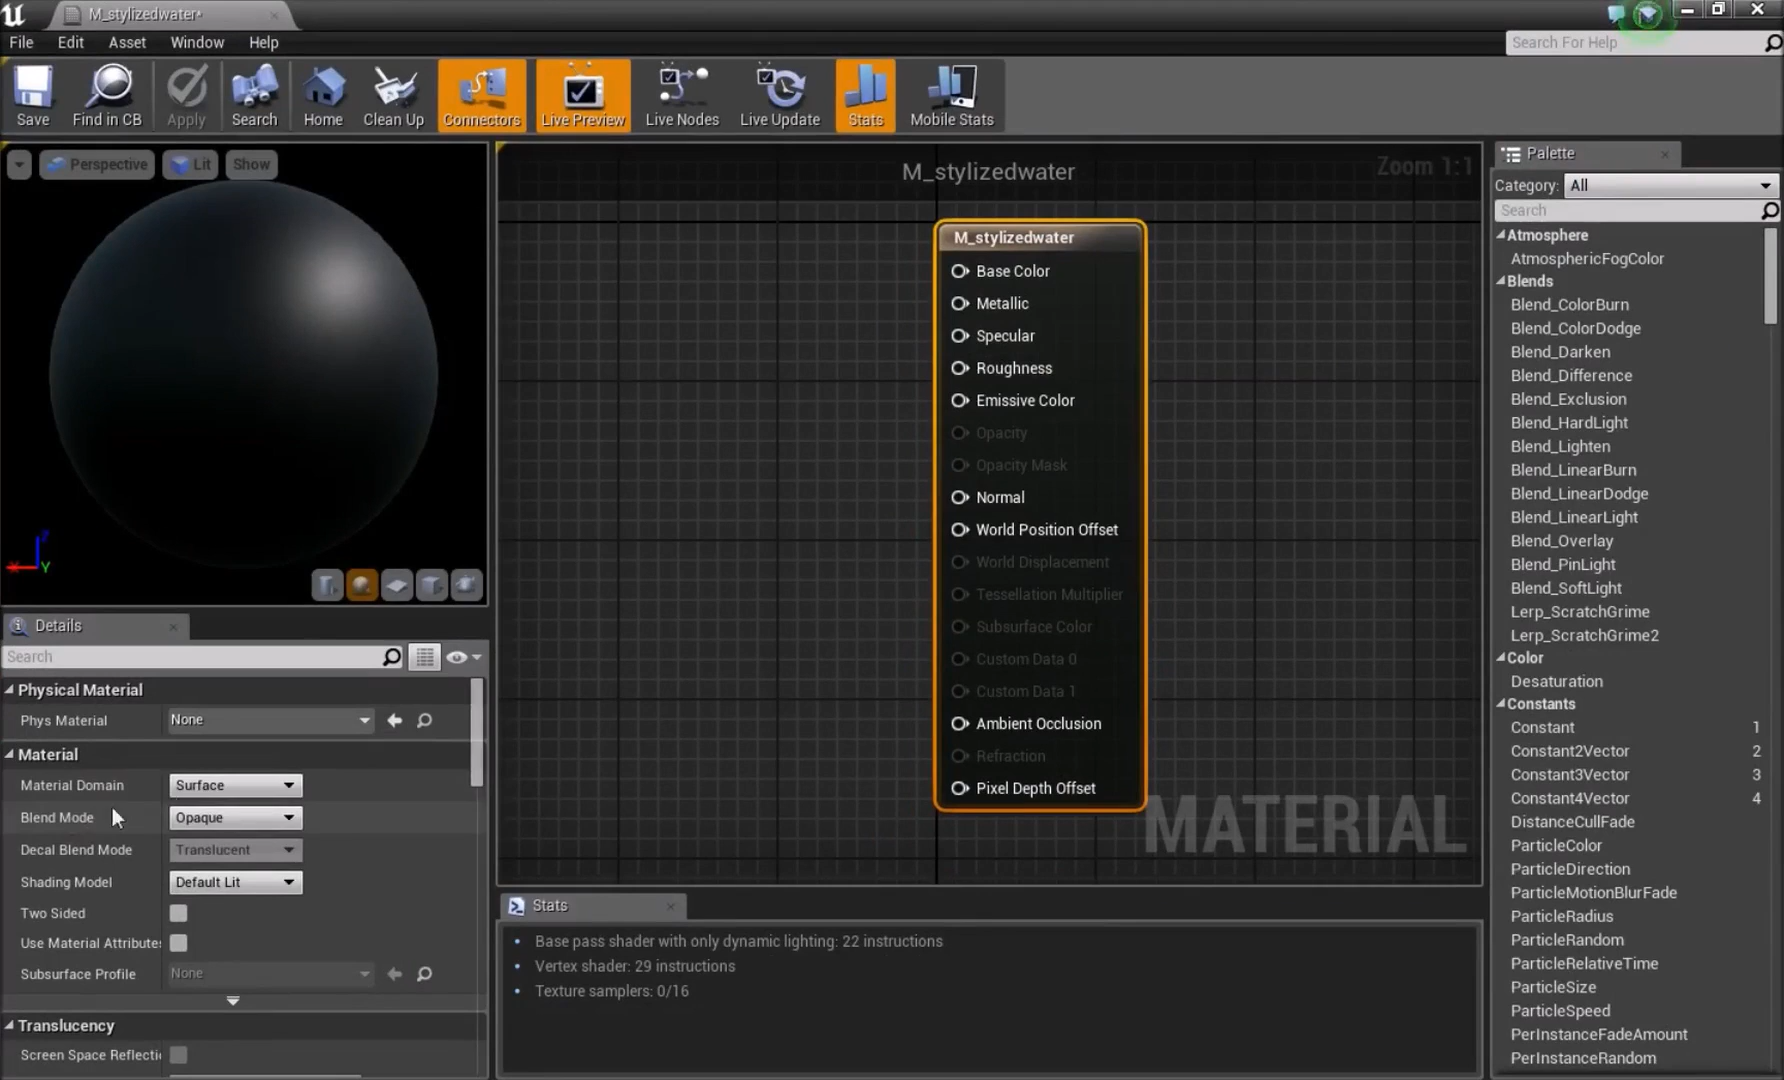 M_stylizedwater*
File Edit Asset Window Help
Search For Help
Save Find in CB Apply Search Home Clean Up Connectors Live Preview Live Nodes Live Update Stats Mobile Stats
Perspective Lit Show
X
Z
Y
M_stylizedwater
Zoom 1:1
M_stylizedwater
Base Color
Metallic
Specular
Roughness
Emissive Color
Opacity
Opacity Mask
Normal
World Position Offset
World Displacement
Tessellation Multiplier
Subsurface Color
Custom Data 0
Custom Data 1
Ambient Occlusion
Refraction
Pixel Depth Offset
MATERIAL
Details
Search
Physical Material
Phys Material None
Material
Material Domain Surface
Blend Mode Opaque
Decal Blend Mode Translucent
Shading Model Default Lit
Two Sided
Use Material Attributes
Subsurface Profile None
Translucency
Screen Space Reflecti
Stats
• Base pass shader with only dynamic lighting: 22 instructions
• Vertex shader: 29 instructions
• Texture samplers: 0/16
Palette
Category: All
Search
Atmosphere
AtmosphericFogColor
Blends
Blend_ColorBurn
Blend_ColorDodge
Blend_Darken
Blend_Difference
Blend_Exclusion
Blend_HardLight
Blend_Lighten
Blend_LinearBurn
Blend_LinearDodge
Blend_LinearLight
Blend_Overlay
Blend_PinLight
Blend_SoftLight
Lerp_ScratchGrime
Lerp_ScratchGrime2
Color
Desaturation
Constants
Constant 1
Constant2Vector 2
Constant3Vector 3
Constant4Vector 4
DistanceCullFade
ParticleColor
ParticleDirection
ParticleMotionBlurFade
ParticleRadius
ParticleRandom
ParticleRelativeTime
ParticleSize
ParticleSpeed
PerInstanceFadeAmount
PerInstanceRandom